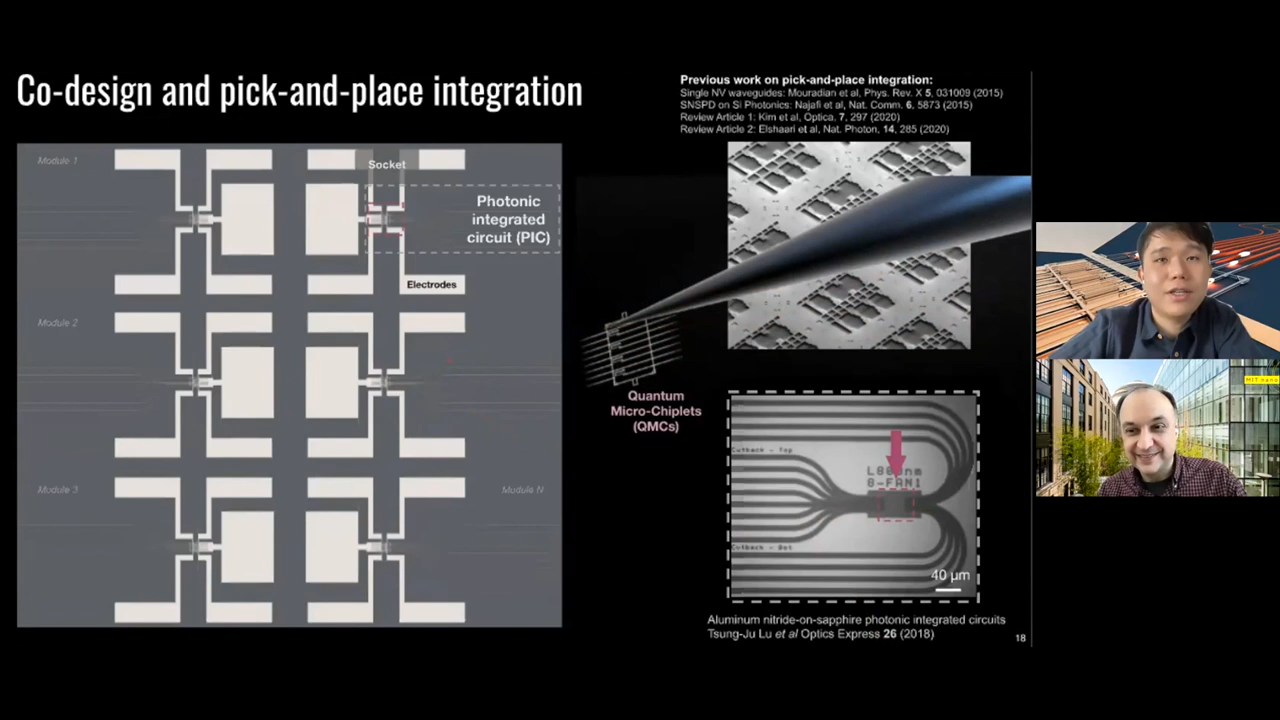 Co-design and pick-and-place integration
Module 1
Socket
Photonic
integrated
circuit (PIC)
Electrodes
Module 2
Module 3
Module N
Previous work on pick-and-place integration:
Single NV waveguides: Mouradian et al, Phys. Rev. X 5, 031009 (2015)
SNSPD on Si Photonics: Najafi et al, Nat. Comm. 6, 5873 (2015)
Review Article 1: Kim et al, Optica, 7, 297 (2020)
Review Article 2: Elshaari et al, Nat. Photon, 14, 285 (2020)
Quantum
Micro-Chiplets
(QMCs)
Cutback - Top
L800nm
8-FAN1
Cutback - Bot
40 μm
Aluminum nitride-on-sapphire photonic integrated circuits
Tsung-Ju Lu et al Optics Express 26 (2018)
18
MIT.nano